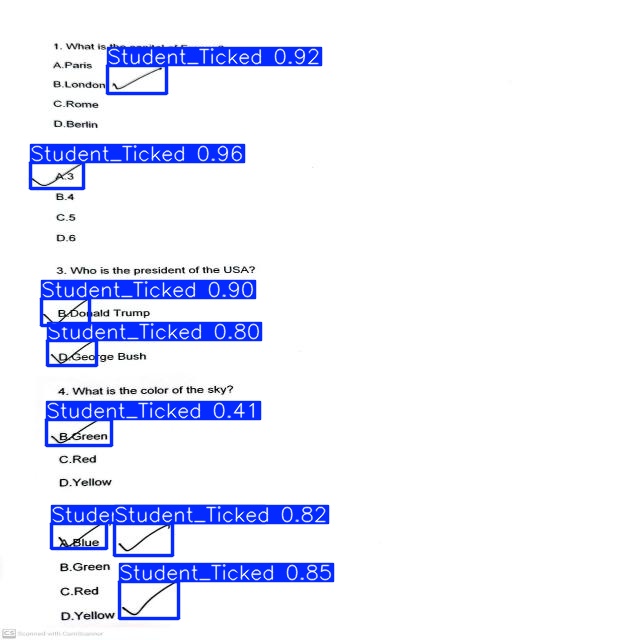 1. What is the capital of
Student_Ticked 0.92
A.Paris
B.London
C.Rome
D.Berlin
Student_Ticked 0.96
A.3
B.4
C.5
D.6
3. Who is the president of the USA?
Student_Ticked 0.90
B.Donald Trump
Student_Ticked 0.80
D.George Bush
4. What is the color of the sky?
Student_Ticked 0.41
B.Green
C.Red
D.Yellow
Stude Student_Ticked 0.82
A.Blue
B.Green
C.Red
Student_Ticked 0.85
D.Yellow
CS Scanned with CamScanner